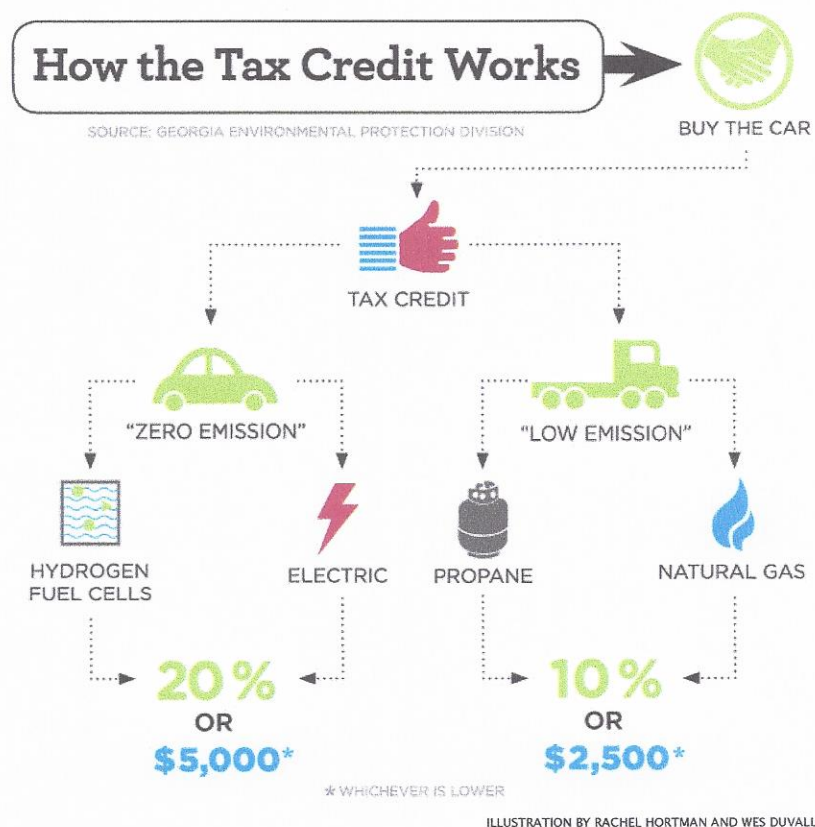 How the Tax Credit Works
SOURCE: GEORGIA ENVIRONMENTAL PROTECTION DIVISION
BUY THE CAR
TAX CREDIT
"ZERO EMISSION"
"LOW EMISSION"
HYDROGEN
FUEL CELLS
ELECTRIC
PROPANE
NATURAL GAS
20%
OR
$5,000*
10%
OR
$2,500*
* WHICHEVER IS LOWER
ILLUSTRATION BY RACHEL HORTMAN AND WES DUVALL